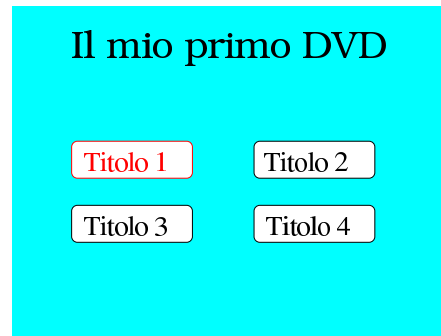 Il mio primo DVD
Titolo 1
Titolo 2
Titolo 3
Titolo 4